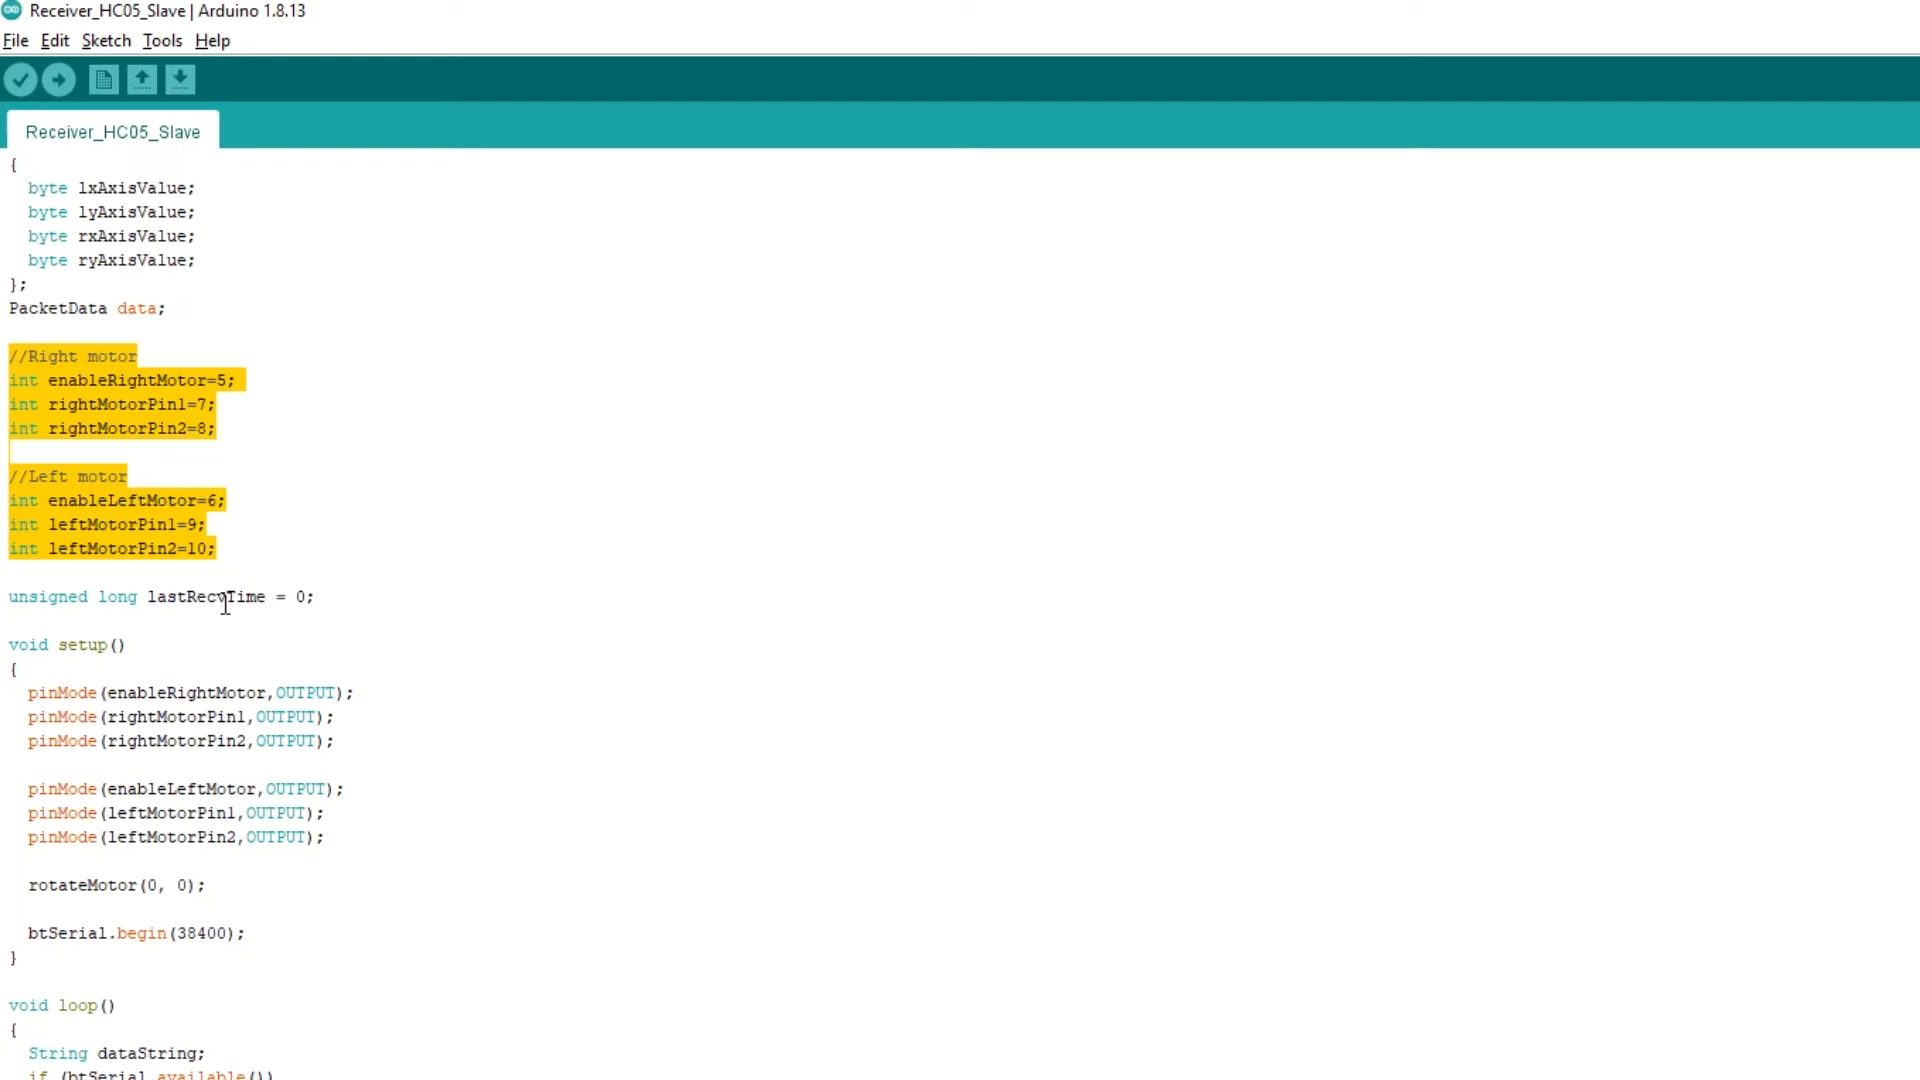 Receiver_HC05_Slave | Arduino 1.8.13
File Edit Sketch Tools Help
Receiver_HC05_Slave
{
byte lxAxisValue;
byte lyAxisValue;
byte rxAxisValue;
byte ryAxisValue;
};
PacketData data;
//Right motor
int enableRightMotor=5;
int rightMotorPin1=7;
int rightMotorPin2=8;
//Left motor
int enableLeftMotor=6;
int leftMotorPin1=9;
int leftMotorPin2=10;
unsigned long lastRecvTime = 0;
void setup()
{
pinMode(enableRightMotor,OUTPUT);
pinMode(rightMotorPin1,OUTPUT);
pinMode(rightMotorPin2,OUTPUT);
pinMode(enableLeftMotor,OUTPUT);
pinMode(leftMotorPin1,OUTPUT);
pinMode(leftMotorPin2,OUTPUT);
rotateMotor(0, 0);
btSerial.begin(38400);
}
void loop()
{
String dataString;
if (btSerial.available())